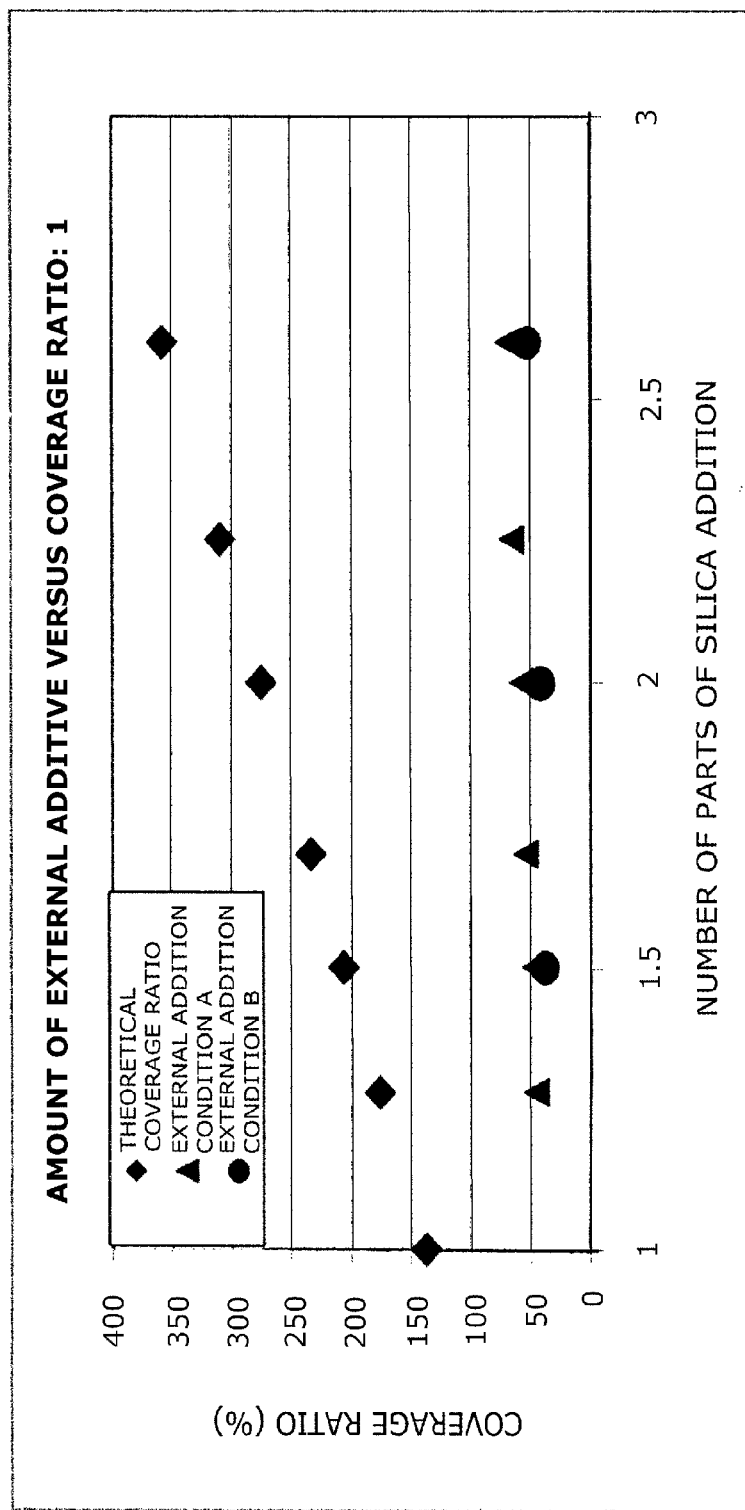 AMOUNT OF EXTERNAL ADDITIVE VERSUS COVERAGE RATIO: 1
THEORETICAL
COVERAGE RATIO
EXTERNAL ADDITION
CONDITION A
EXTERNAL ADDITION
CONDITION B
COVERAGE RATIO (%)
400
350
300
250
200
150
100
50
0
1
1.5
2
2.5
3
NUMBER OF PARTS OF SILICA ADDITION